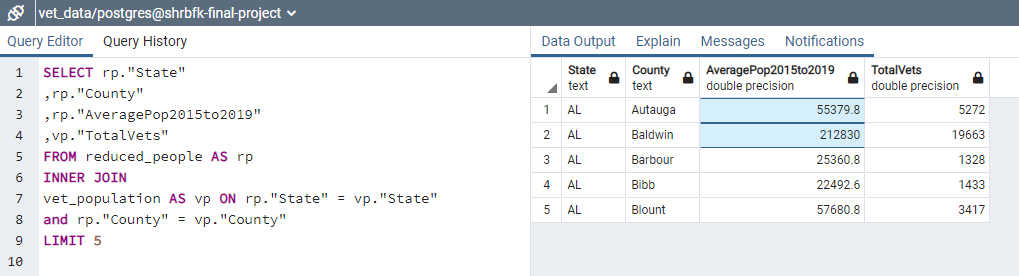 vet_data/postgres@shrbfk-final-project
Query Editor Query History
Data Output Explain Messages Notifications
1 SELECT rp."State"
2 ,rp."County"
3 ,rp."AveragePop2015to2019"
4 ,vp."TotalVets"
5 FROM reduced_people AS rp
6 INNER JOIN
7 vet_population AS vp ON rp."State" = vp."State"
8 and rp."County" = vp."County"
9 LIMIT 5
10
State County AveragePop2015to2019 TotalVets
text text double precision double precision
1 AL Autauga 55379.8 5272
2 AL Baldwin 212830 19663
3 AL Barbour 25360.8 1328
4 AL Bibb 22492.6 1433
5 AL Blount 57680.8 3417